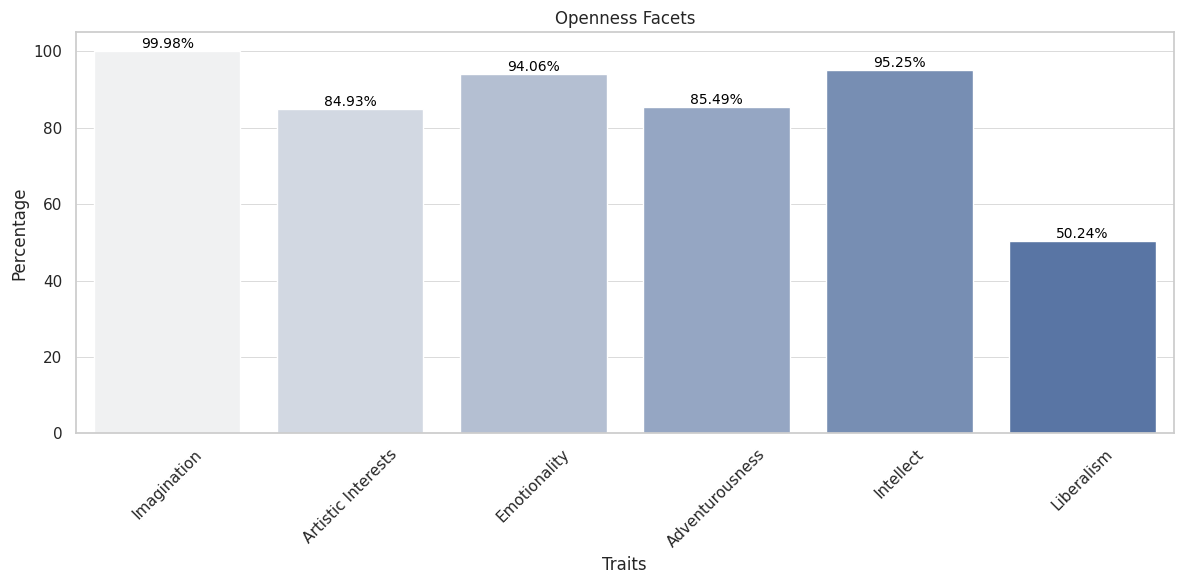 Openness Facets
99.98%
84.93%
94.06%
85.49%
95.25%
50.24%
100
80
60
40
20
0
Percentage
Imagination
Artistic Interests
Emotionality
Adventurousness
Intellect
Liberalism
Traits